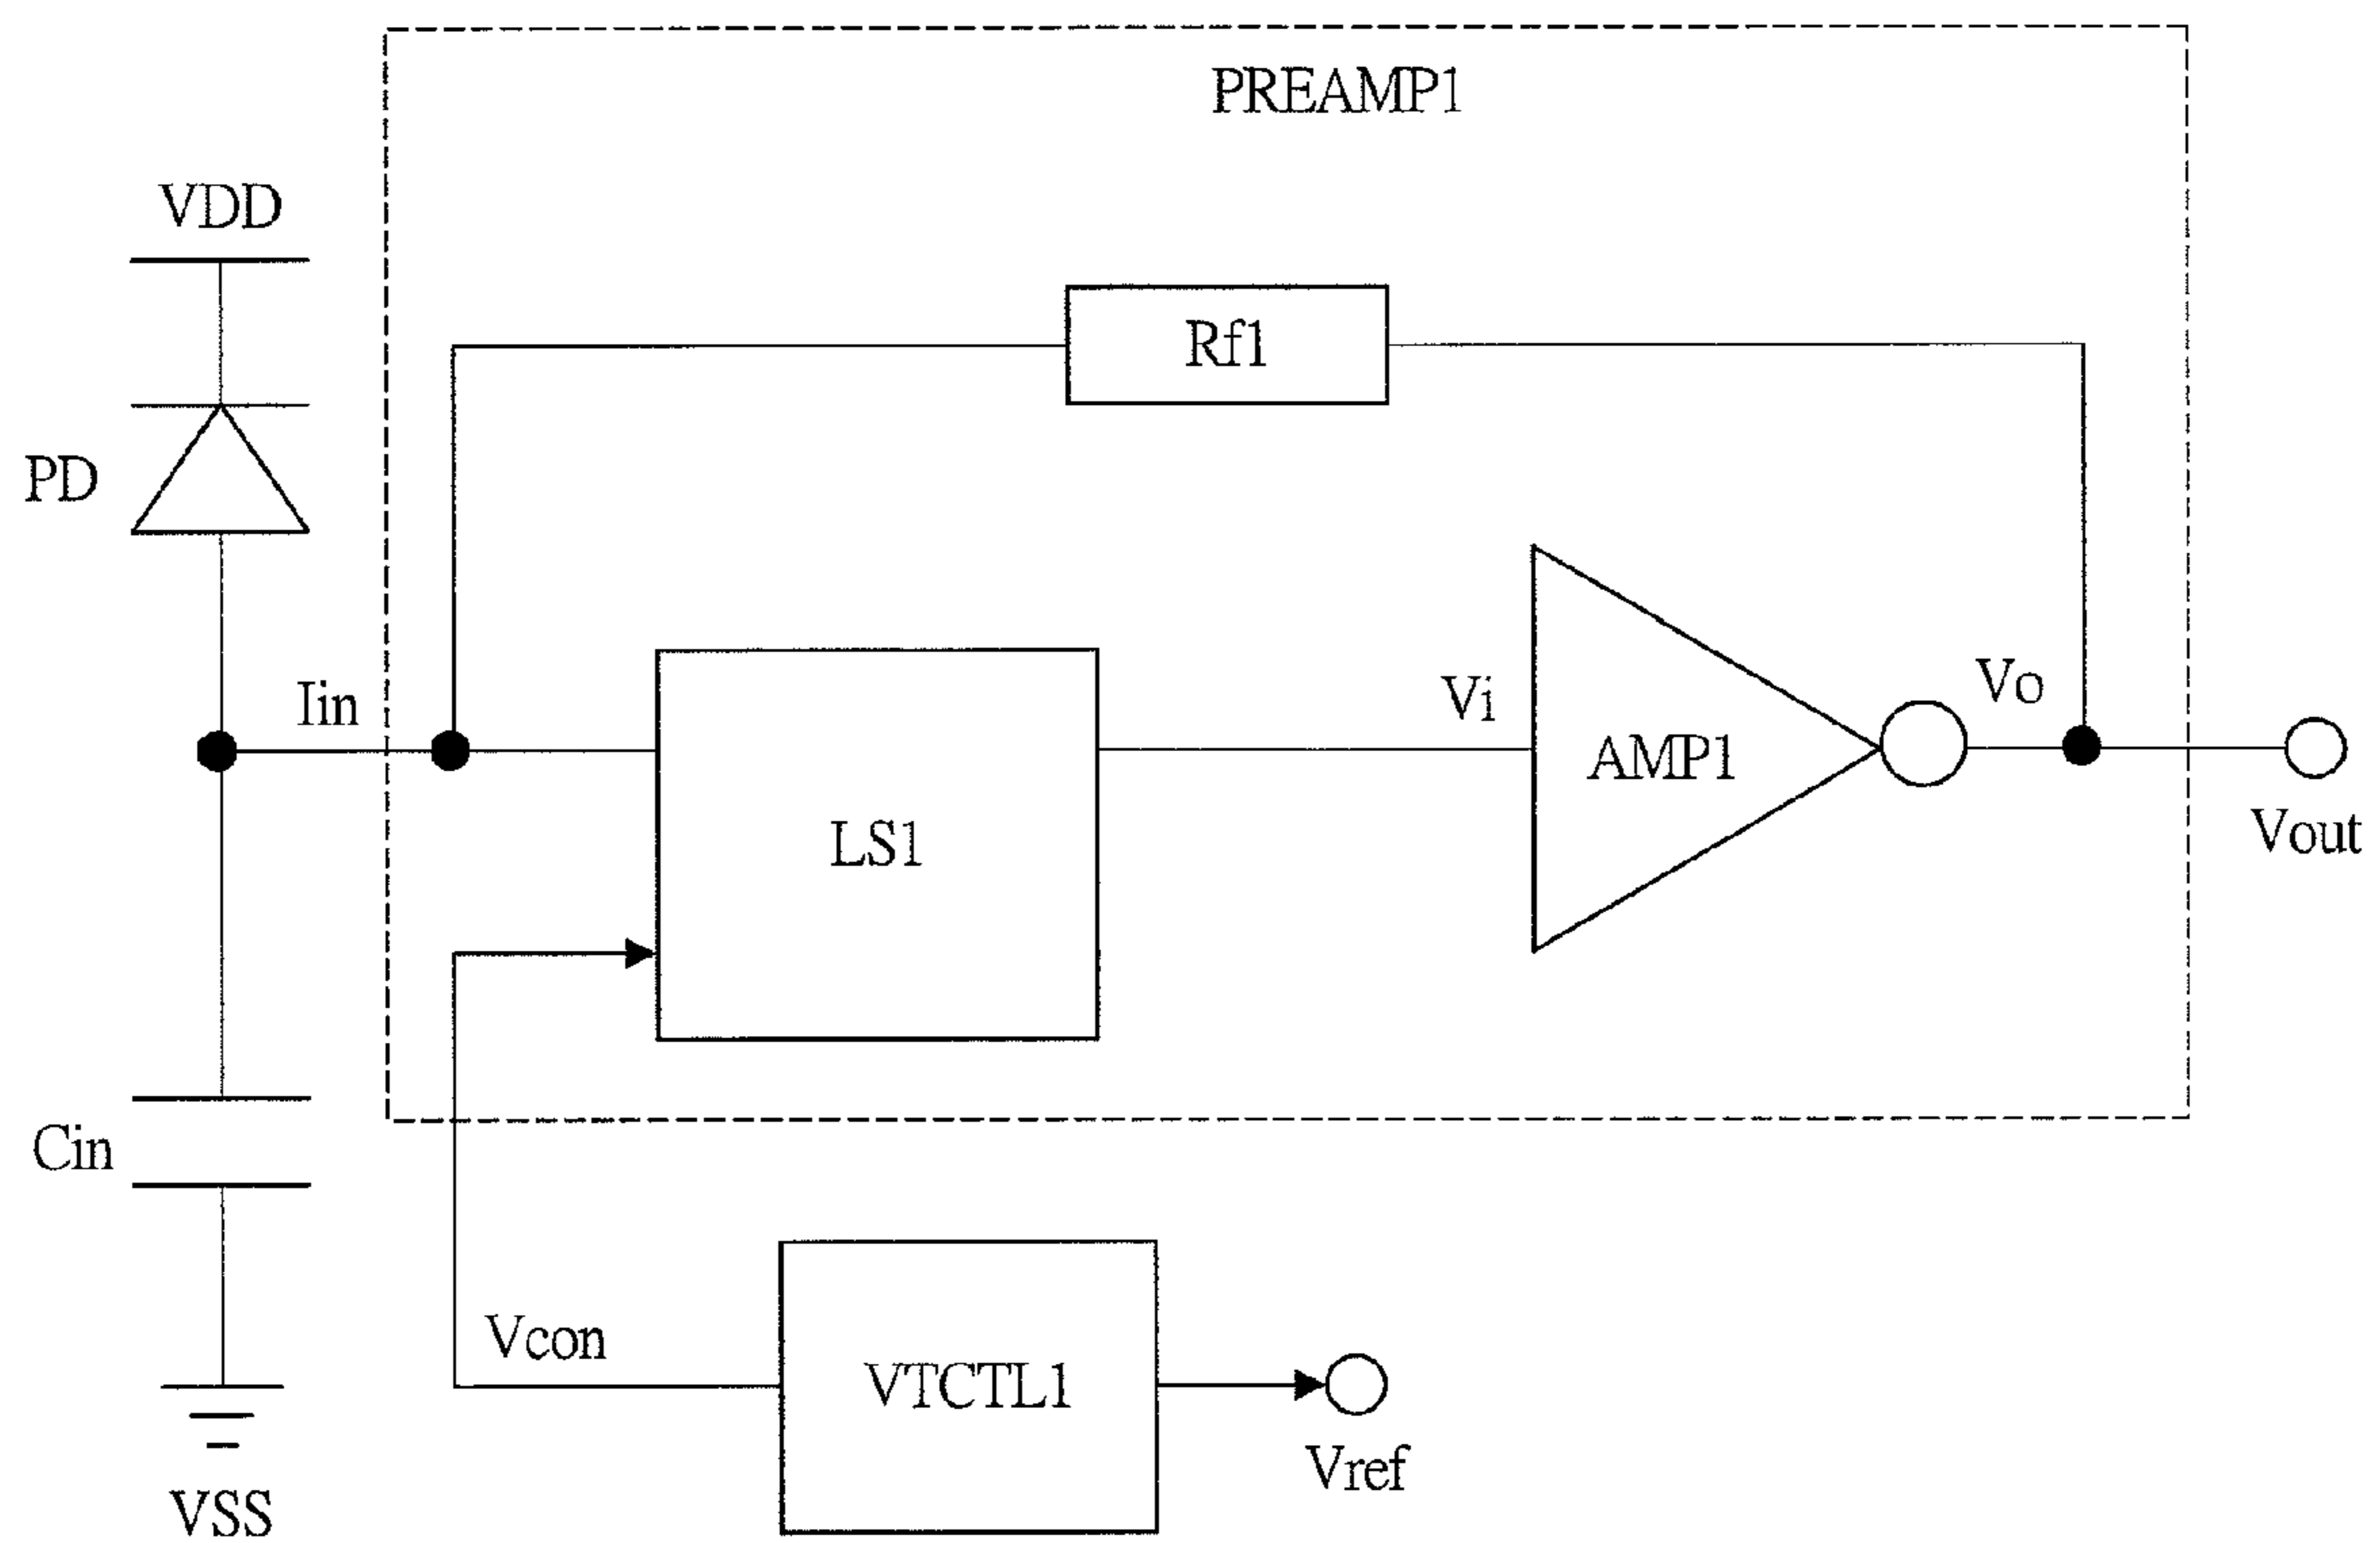 PREAMP1
VDD
Rf1
PD
Iin
Vi
Vo
AMP1
LS1
Vout
Cin
Vcon
VTCTL1
Vref
VSS